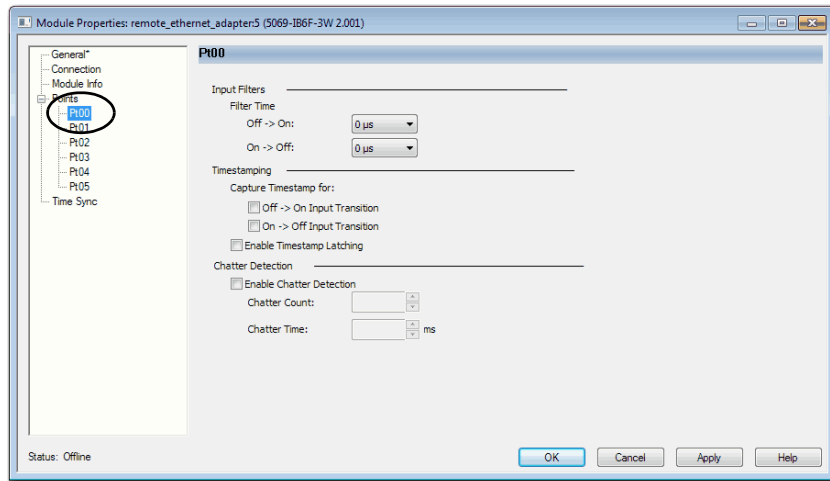 Module Properties: remote_ethernet_adapter:5 (5069-IB6F-3W 2.001)
General*
Connection
Module Info
Points
Pt00
Pt01
Pt02
Pt03
Pt04
Pt05
Time Sync
Pt00
Input Filters
Filter Time
Off -> On: 0 µs
On -> Off: 0 µs
Timestamping
Capture Timestamp for:
Off -> On Input Transition
On -> Off Input Transition
Enable Timestamp Latching
Chatter Detection
Enable Chatter Detection
Chatter Count:
Chatter Time: ms
Status: Offline
OK Cancel Apply Help